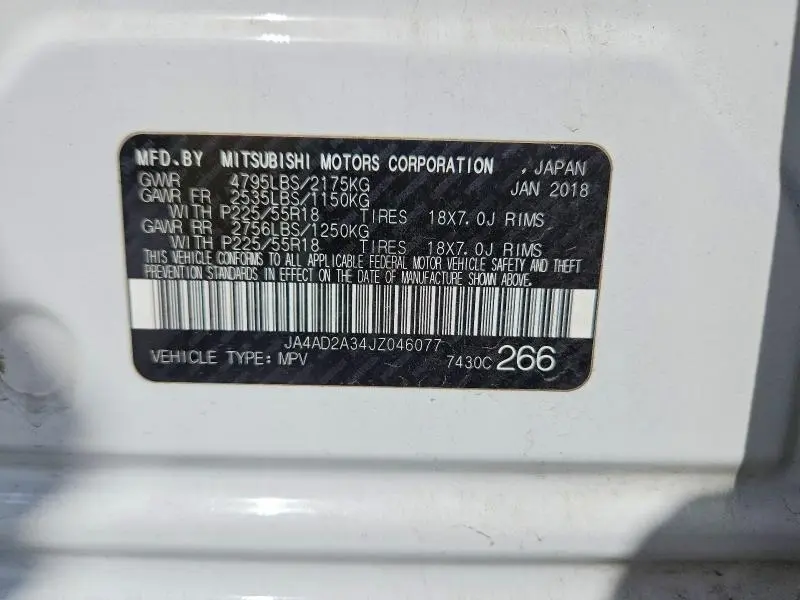 MFD.BY MITSUBISHI MOTORS CORPORATION , JAPAN
GVWR 4795LBS/2175KG JAN 2018
GAWR FR 2535LBS/1150KG
WITH P225/55R18 TIRES 18X7.0J RIMS
GAWR RR 2756LBS/1250KG
WITH P225/55R18 TIRES 18X7.0J RIMS
THIS VEHICLE CONFORMS TO ALL APPLICABLE FEDERAL MOTOR VEHICLE SAFETY AND THEFT
PREVENTION STANDARDS IN EFFECT ON THE DATE OF MANUFACTURE SHOWN ABOVE.
JA4AD2A34JZ046077
VEHICLE TYPE: MPV 7430C 266